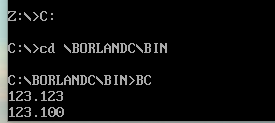 Z:\>C:
C:\>cd \BORLANDC\BIN
C:\BORLANDC\BIN>BC
123.123
123.100